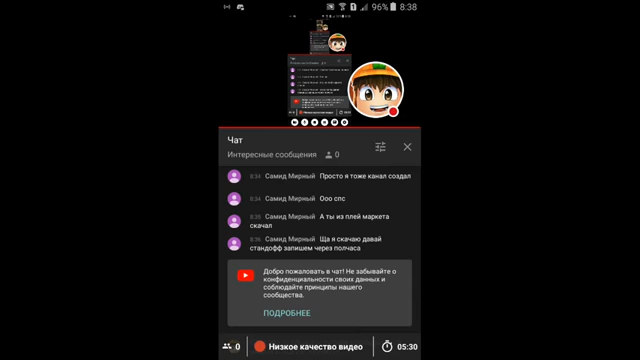 96% 8:38
Чат
Интересные сообщения 0
8:34 Самид Мирный Просто я тоже канал создал
8:34 Самид Мирный Ооо спс
8:35 Самид Мирный А ты из плей маркета
скачал
8:36 Самид Мирный Ща я скачаю давай
стандофф запишем через полчаса
Добро пожаловать в чат! Не забывайте о
конфиденциальности своих данных и
соблюдайте принципы нашего
сообщества.
ПОДРОБНЕЕ
0 Низкое качество видео 05:30